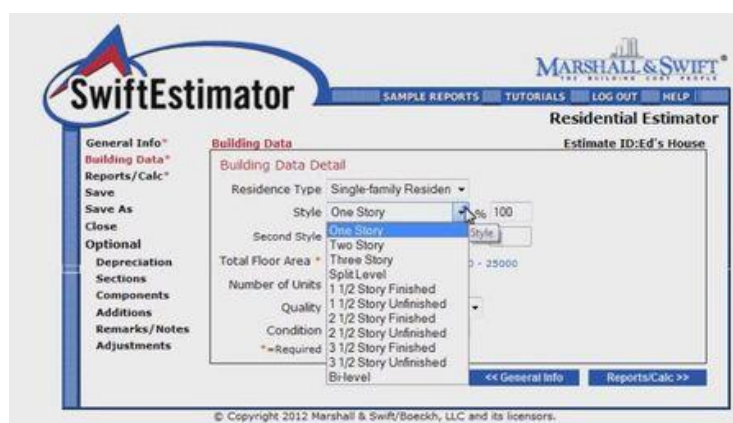 MARSHALL & SWIFT®
THE BUILDING COST PEOPLE
SwiftEstimator
SAMPLE REPORTS TUTORIALS LOG OUT HELP
Residential Estimator
General Info*
Building Data
Estimate ID:Ed's House
Building Data*
Building Data Detail
Reports/Calc*
Residence Type Single-family Residen
Save
Save As
Style One Story % 100
Close
One Story
Style
Optional
Second Style
Two Story
Depreciation
Total Floor Area *
Three Story
- 25000
Sections
Split Level
Components
Number of Units
1 1/2 Story Finished
Additions
Quality
1 1/2 Story Unfinished
2 1/2 Story Finished
Remarks/Notes
Condition
2 1/2 Story Unfinished
Adjustments
*=Required
3 1/2 Story Finished
3 1/2 Story Unfinished
Bi-level
<< General Info
Reports/Calc >>
© Copyright 2012 Marshall & Swift/Boeckh, LLC and its licensors.